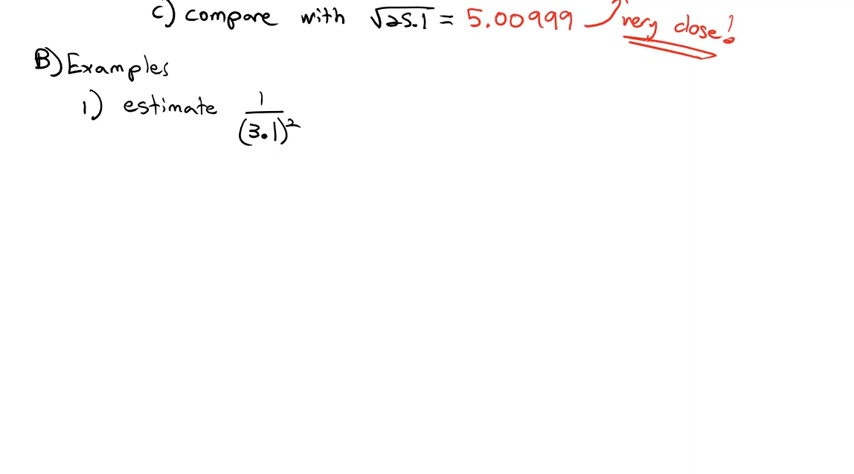 c) compare with √25.1 = 5.00999 very close!
B) Examples
1) estimate 1/(3.1)²